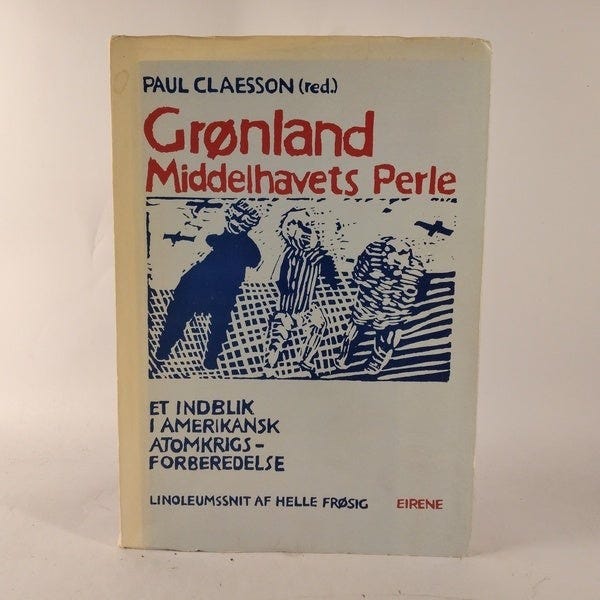 PAUL CLAESSON (red.)
Grønland
Middelhavets Perle
ET INDBLIK
I AMERIKANSK
ATOMKRIGS-
FORBEREDELSE
LINOLEUMSSNIT AF HELLE FRØSIG EIRENE